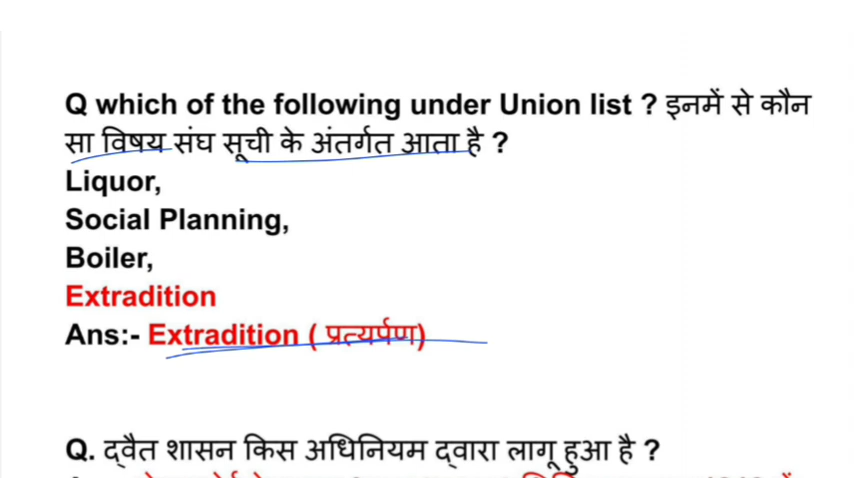 Q which of the following under Union list ? इनमें से कौन
सा विषय संघ सूची के अंतर्गत आता है ?
Liquor,
Social Planning,
Boiler,
Extradition
Ans:- Extradition ( प्रत्यर्पण)
Q. द्वैत शासन किस अधिनियम द्वारा लागू हुआ है ?